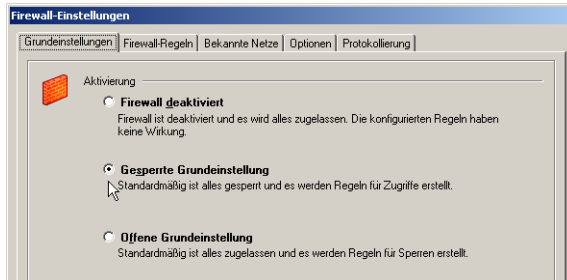 Firewall-Einstellungen
Grundeinstellungen Firewall-Regeln Bekannte Netze Optionen Protokollierung
Aktivierung
Firewall deaktiviert
Firewall ist deaktiviert und es wird alles zugelassen. Die konfigurierten Regeln haben
keine Wirkung.
Gesperrte Grundeinstellung
Standardmäßig ist alles gesperrt und es werden Regeln für Zugriffe erstellt.
Offene Grundeinstellung
Standardmäßig ist alles zugelassen und es werden Regeln für Sperren erstellt.